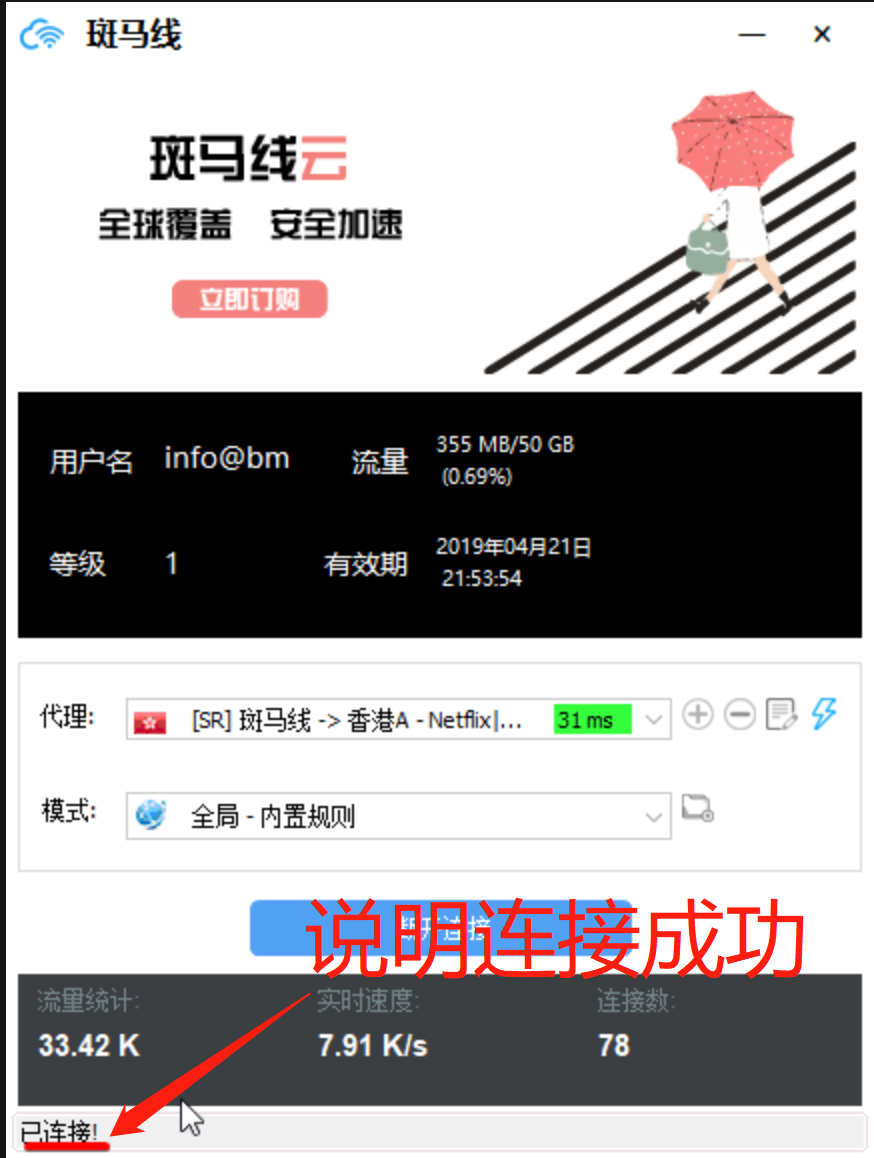 斑马线
斑马线云
全球覆盖 安全加速
立即订购
用户名 info@bm 流量 355 MB/50 GB
(0.69%)
等级 1 有效期 2019年04月21日
21:53:54
代理: [SR] 斑马线 -> 香港A - Netflix|... 31 ms
模式: 全局 - 内置规则
断开连接
说明连接成功
流量统计: 实时速度: 连接数:
33.42 K 7.91 K/s 78
已连接!